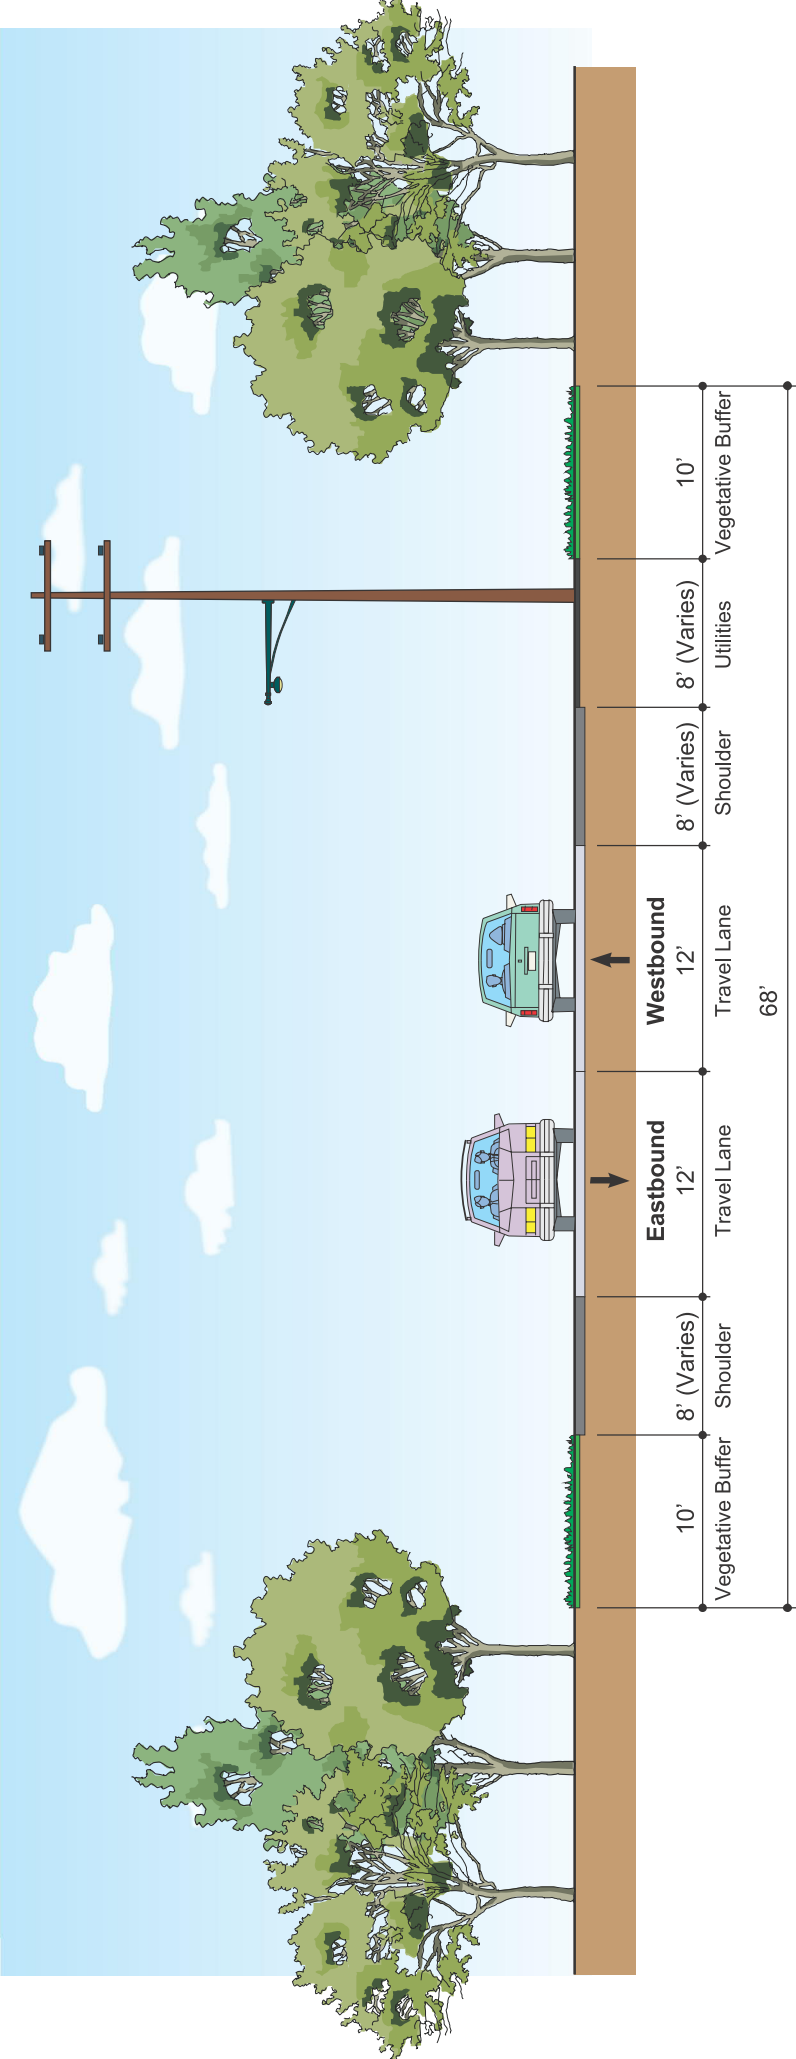 Eastbound Westbound
10’ 8’ (Varies) 12’ 12’ 8’ (Varies) 8’ (Varies) 10’
Vegetative Buffer Shoulder Travel Lane Travel Lane Shoulder Utilities Vegetative Buffer
68’